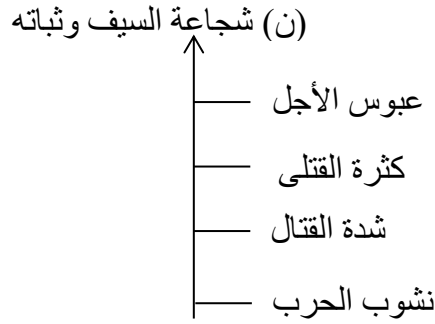 (ن) شجاعة السيف وثباته
عبوس الأجل
كثرة القتلى
شدة القتال
نشوب الحرب